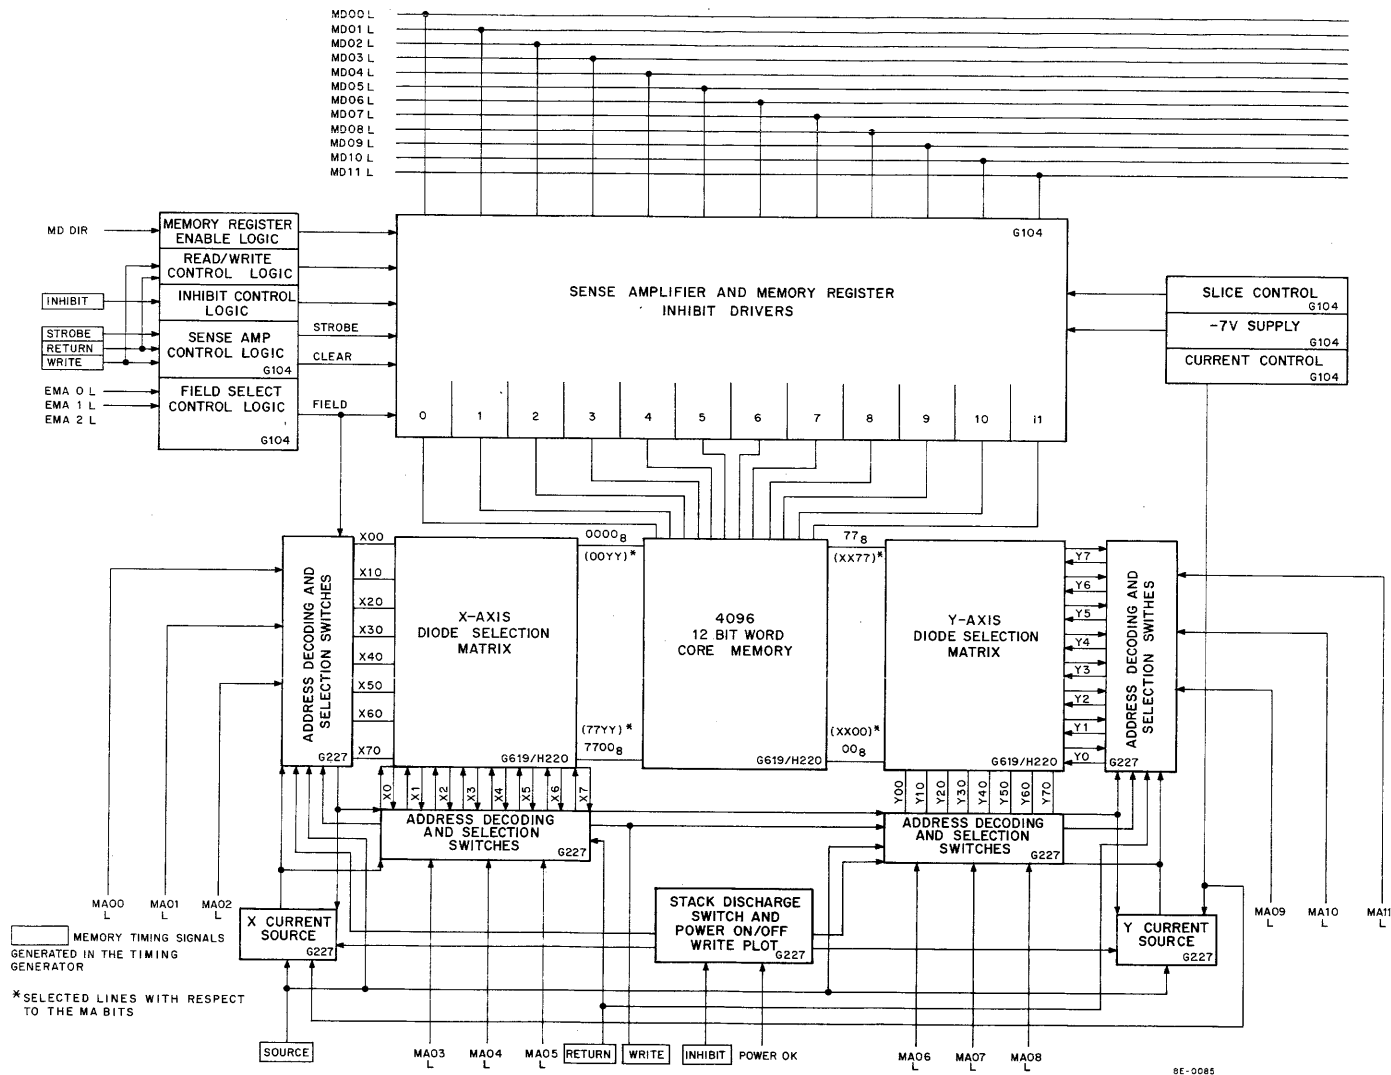 MD00 L
MD01 L
MD02 L
MD03 L
MD04 L
MD05 L
MD06 L
MD07 L
MD08 L
MD09 L
MD10 L
MD11 L
MD DIR
MEMORY REGISTER
ENABLE LOGIC
READ/WRITE
CONTROL LOGIC
INHIBIT
INHIBIT CONTROL
LOGIC
STROBE
RETURN
WRITE
SENSE AMP
CONTROL LOGIC
G104
STROBE
CLEAR
EMA 0 L
EMA 1 L
EMA 2 L
FIELD SELECT
CONTROL LOGIC
G104
FIELD
G104
SENSE AMPLIFIER AND MEMORY REGISTER
INHIBIT DRIVERS
0 1 2 3 4 5 6 7 8 9 10 11
SLICE CONTROL
G104
-7V SUPPLY
G104
CURRENT CONTROL
G104
ADDRESS DECODING AND
SELECTION SWITCHES
G227
X00
X10
X20
X30
X40
X50
X60
X70
X-AXIS
DIODE SELECTION
MATRIX
G619/H220
0000₈
(00YY)*
(77YY)*
7700₈
4096
12 BIT WORD
CORE MEMORY
G619/H220
77₈
(XX77)*
(XX00)*
00₈
Y-AXIS
DIODE SELECTION
MATRIX
G619/H220
Y7
Y6
Y5
Y4
Y3
Y2
Y1
Y0
ADDRESS DECODING AND
SELECTION SWITHES
G227
X0 X1 X2 X3 X4 X5 X6 X7
ADDRESS DECODING
AND SELECTION
SWITCHES
G227
Y00 Y10 Y20 Y30 Y40 Y50 Y60 Y70
ADDRESS DECODING
AND SELECTION
SWITCHES
G227
MA00
L
MA01
L
MA02
L
X CURRENT
SOURCE
G227
STACK DISCHARGE
SWITCH AND
POWER ON/OFF
WRITE PLOT
G227
Y CURRENT
SOURCE
G227
MA09
L
MA10
L
MA11
L
MEMORY TIMING SIGNALS
GENERATED IN THE TIMING
GENERATOR
*SELECTED LINES WITH RESPECT
TO THE MA BITS
SOURCE
MA03
L
MA04
L
MA05
L
RETURN
WRITE
INHIBIT
POWER OK
MA06
L
MA07
L
MA08
L
8E-0085